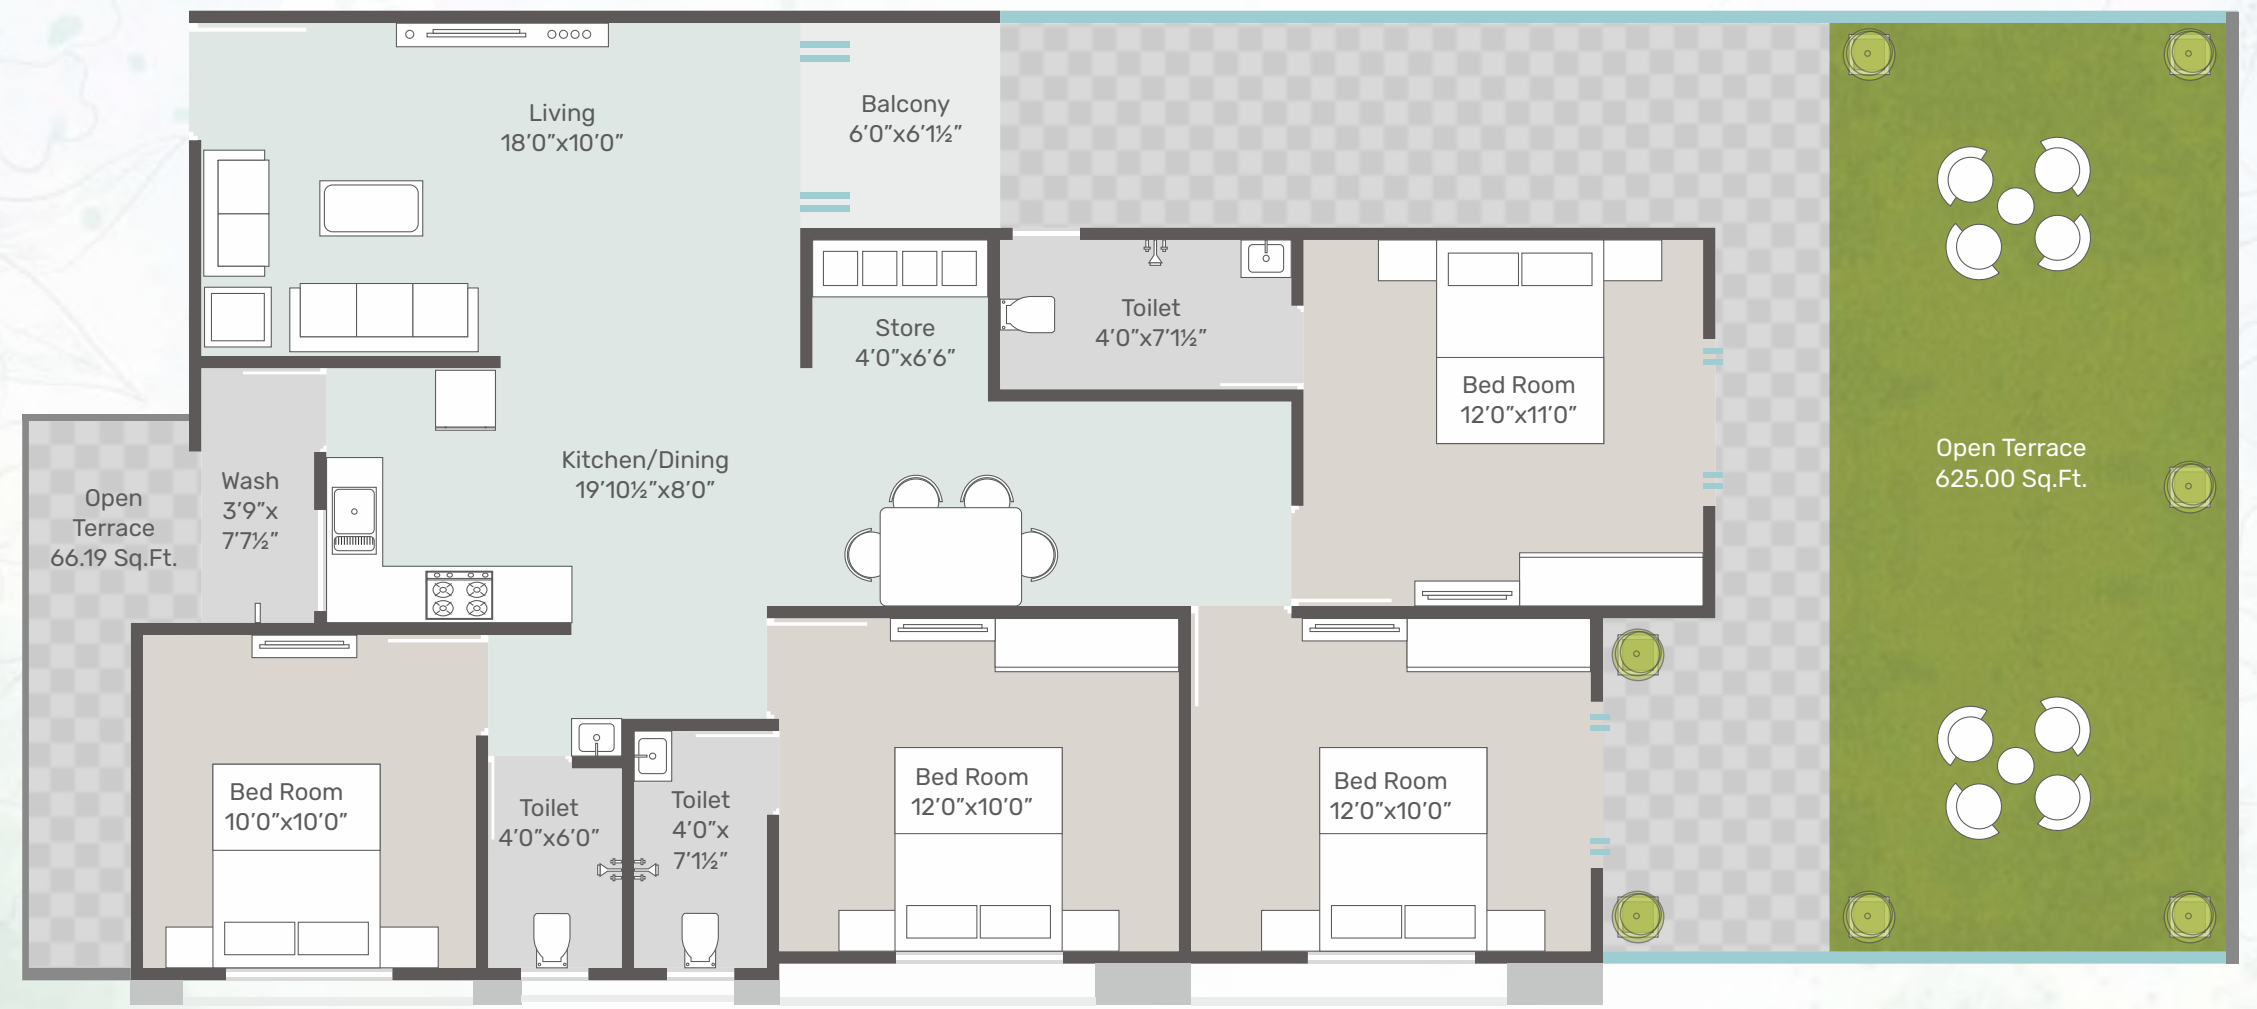 Living
18'0”x10'0”
Balcony
6'0”x6'1½”
Store
4'0”x6'6”
Toilet
4'0”x7'1½”
Bed Room
12'0”x11'0”
Open Terrace
625.00 Sq.Ft.
Kitchen/Dining
19'10½”x8'0”
Wash
3'9”x
7'7½”
Open
Terrace
66.19 Sq.Ft.
Bed Room
10'0”x10'0”
Toilet
4'0”x6'0”
Toilet
4'0”x
7'1½”
Bed Room
12'0”x10'0”
Bed Room
12'0”x10'0”